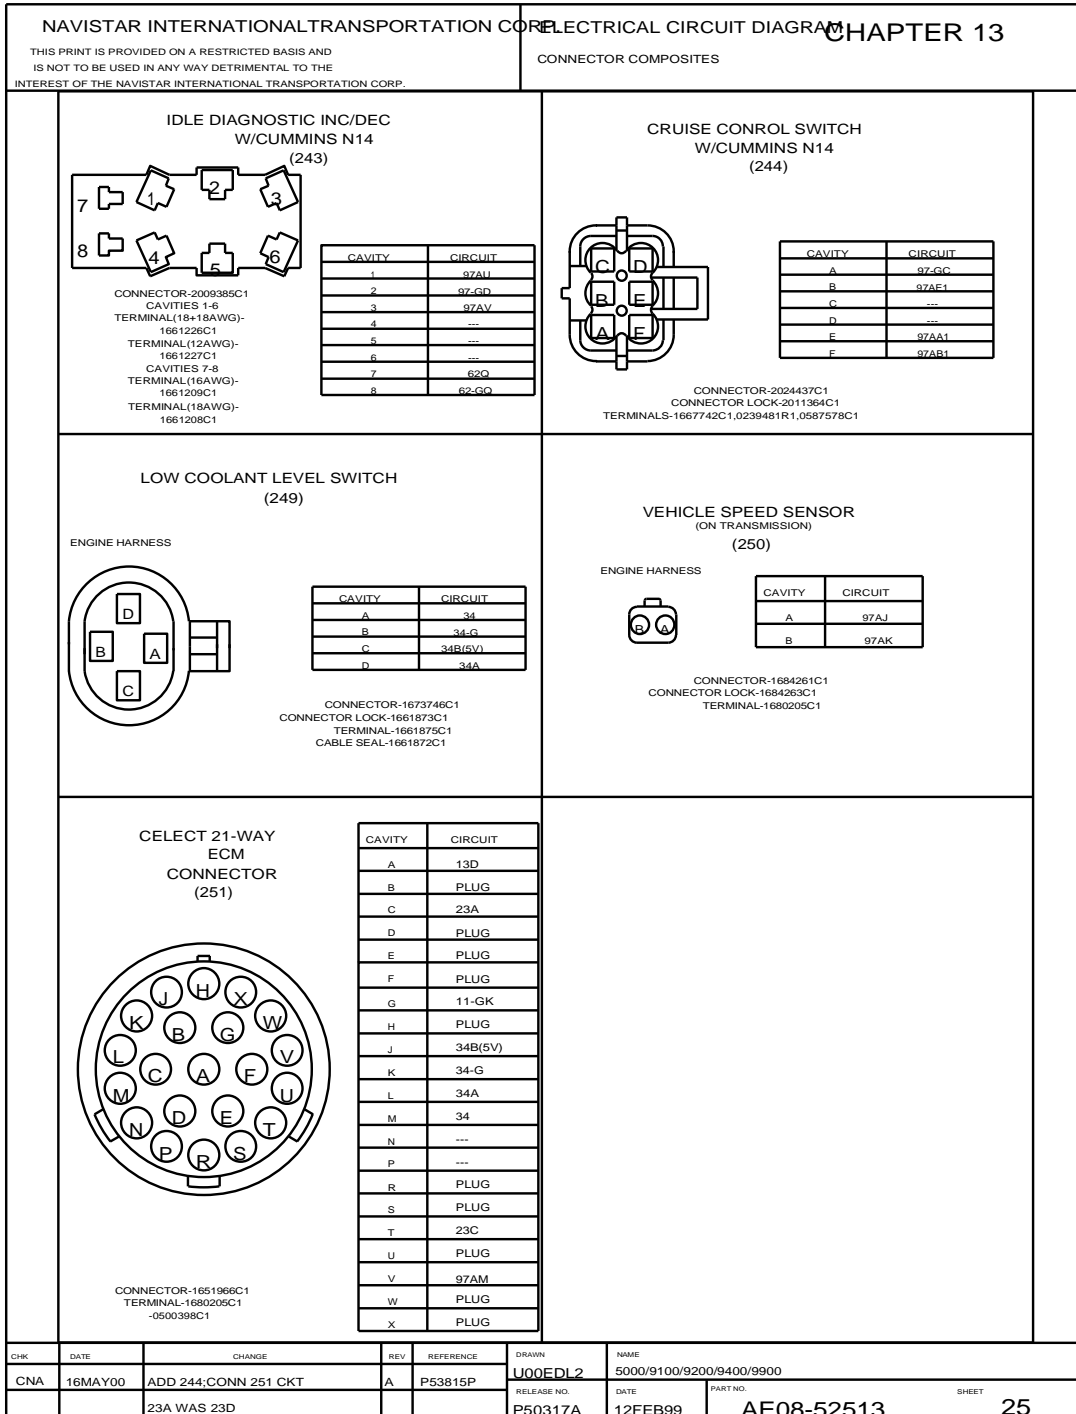 NAVISTAR INTERNATIONALTRANSPORTATION CORP.
THIS PRINT IS PROVIDED ON A RESTRICTED BASIS AND
IS NOT TO BE USED IN ANY WAY DETRIMENTAL TO THE
INTEREST OF THE NAVISTAR INTERNATIONAL TRANSPORTATION CORP.
ELECTRICAL CIRCUIT DIAGRAM
CHAPTER 13
CONNECTOR COMPOSITES
IDLE DIAGNOSTIC INC/DEC
W/CUMMINS N14
(243)
7
1
2
3
8
4
5
6
CONNECTOR-2009385C1
CAVITIES 1-6
TERMINAL(18+18AWG)-
1661226C1
TERMINAL(12AWG)-
1661227C1
CAVITIES 7-8
TERMINAL(16AWG)-
1661209C1
TERMINAL(18AWG)-
1661208C1
CAVITY CIRCUIT
1 97AU
2 97-GD
3 97AV
4 ---
5 ---
6 ---
7 62Q
8 62-GQ
CRUISE CONROL SWITCH
W/CUMMINS N14
(244)
C D
B E
A F
CAVITY CIRCUIT
A 97-GC
B 97AE1
C ---
D ---
E 97AA1
F 97AB1
CONNECTOR-2024437C1
CONNECTOR LOCK-2011364C1
TERMINALS-1667742C1,0239481R1,0587578C1
LOW COOLANT LEVEL SWITCH
(249)
ENGINE HARNESS
D
B A
C
CAVITY CIRCUIT
A 34
B 34-G
C 34B(5V)
D 34A
CONNECTOR-1673746C1
CONNECTOR LOCK-1661873C1
TERMINAL-1661875C1
CABLE SEAL-1661872C1
VEHICLE SPEED SENSOR
(ON TRANSMISSION)
(250)
ENGINE HARNESS
B A
CAVITY CIRCUIT
A 97AJ
B 97AK
CONNECTOR-1684261C1
CONNECTOR LOCK-1684263C1
TERMINAL-1680205C1
CELECT 21-WAY
ECM
CONNECTOR
(251)
J H X
K B G W
L C A F V
M D E U
N P R S T
CONNECTOR-1651966C1
TERMINAL-1680205C1
-0500398C1
CAVITY CIRCUIT
A 13D
B PLUG
C 23A
D PLUG
E PLUG
F PLUG
G 11-GK
H PLUG
J 34B(5V)
K 34-G
L 34A
M 34
N ---
P ---
R PLUG
S PLUG
T 23C
U PLUG
V 97AM
W PLUG
X PLUG
CHK DATE CHANGE REV REFERENCE
CNA 16MAY00 ADD 244;CONN 251 CKT A P53815P
23A WAS 23D
DRAWN
U00EDL2
NAME
5000/9100/9200/9400/9900
RELEASE NO.
P50317A
DATE
12FEB99
PART NO.
AE08-52513
SHEET
25